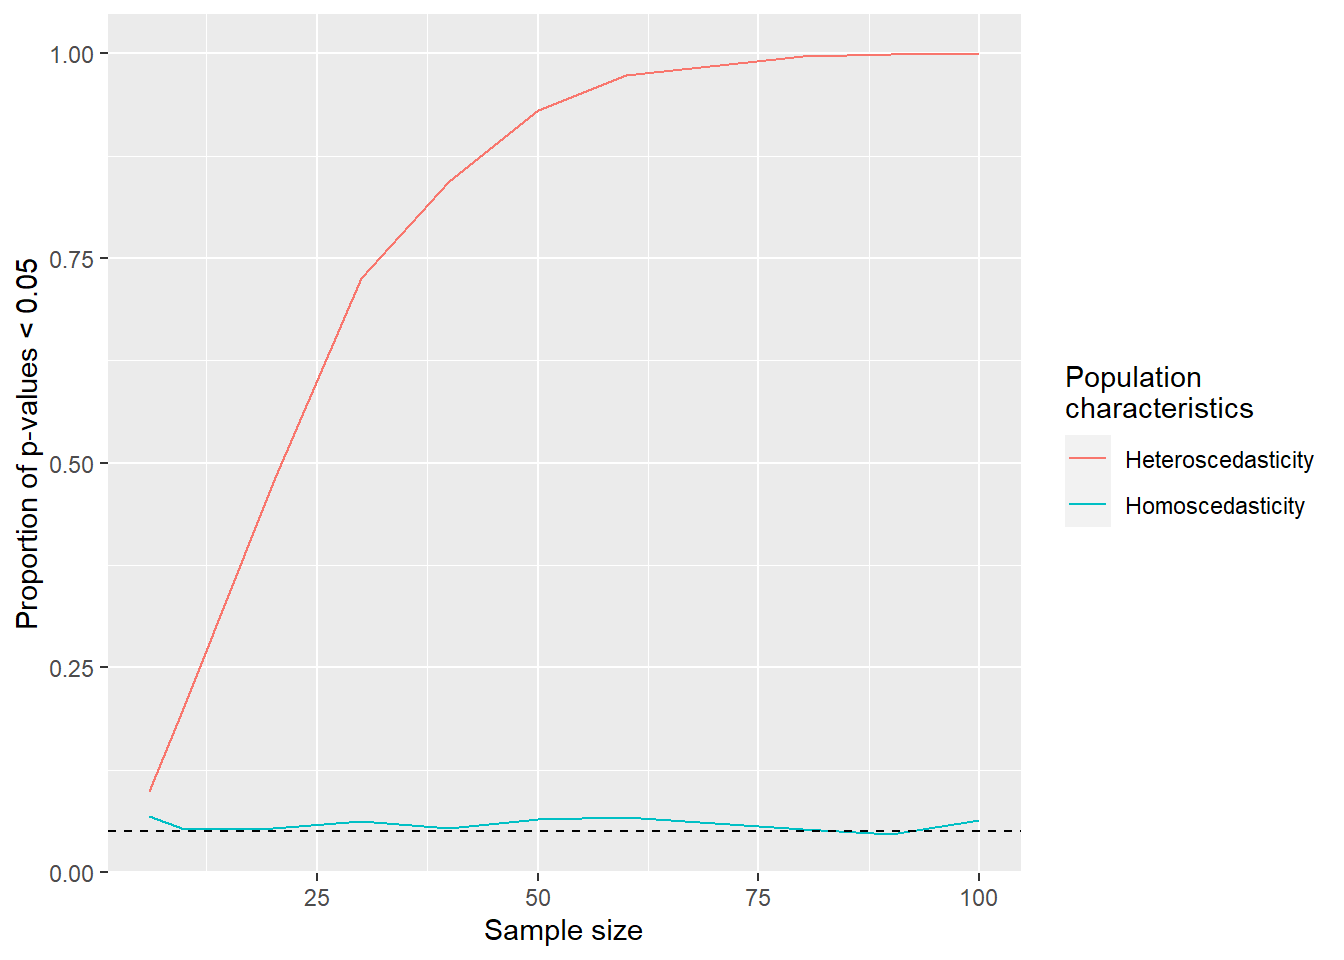 Proportion of p-values < 0.05
1.00
0.75
0.50
0.25
0.00
25
50
75
100
Sample size
Population
characteristics
Heteroscedasticity
Homoscedasticity